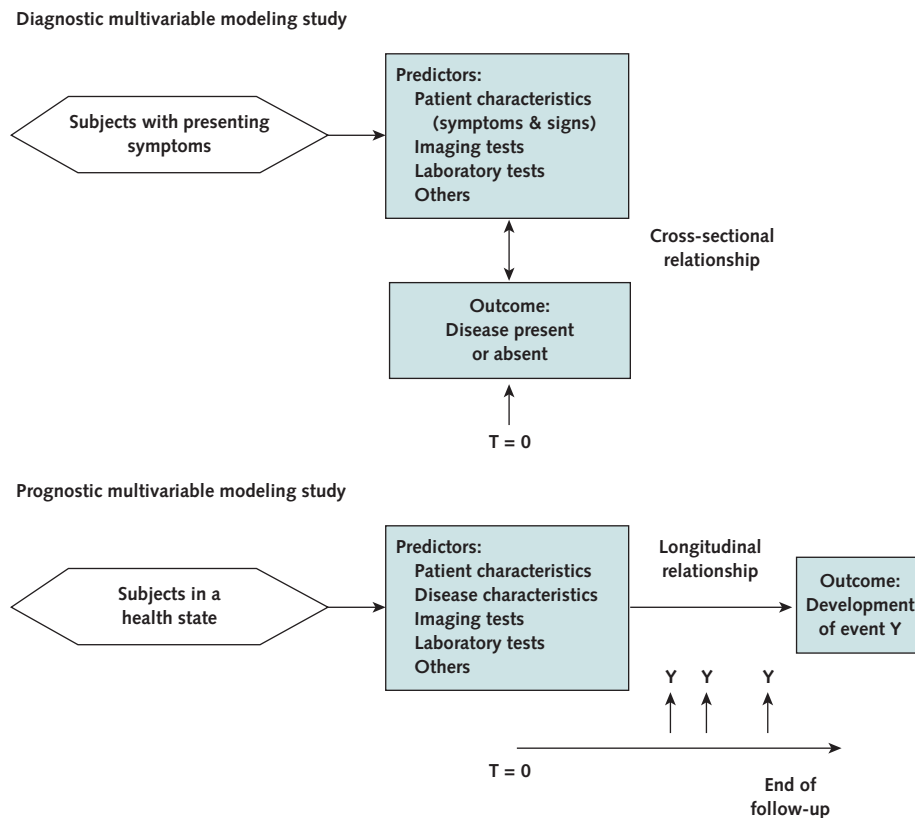 Diagnostic multivariable modeling study
Subjects with presenting
symptoms
Predictors:
Patient characteristics
(symptoms & signs)
Imaging tests
Laboratory tests
Others
Cross-sectional
relationship
Outcome:
Disease present
or absent
T = 0
Prognostic multivariable modeling study
Subjects in a
health state
Predictors:
Patient characteristics
Disease characteristics
Imaging tests
Laboratory tests
Others
Longitudinal
relationship
Outcome:
Development
of event Y
Y Y Y
T = 0
End of
follow-up